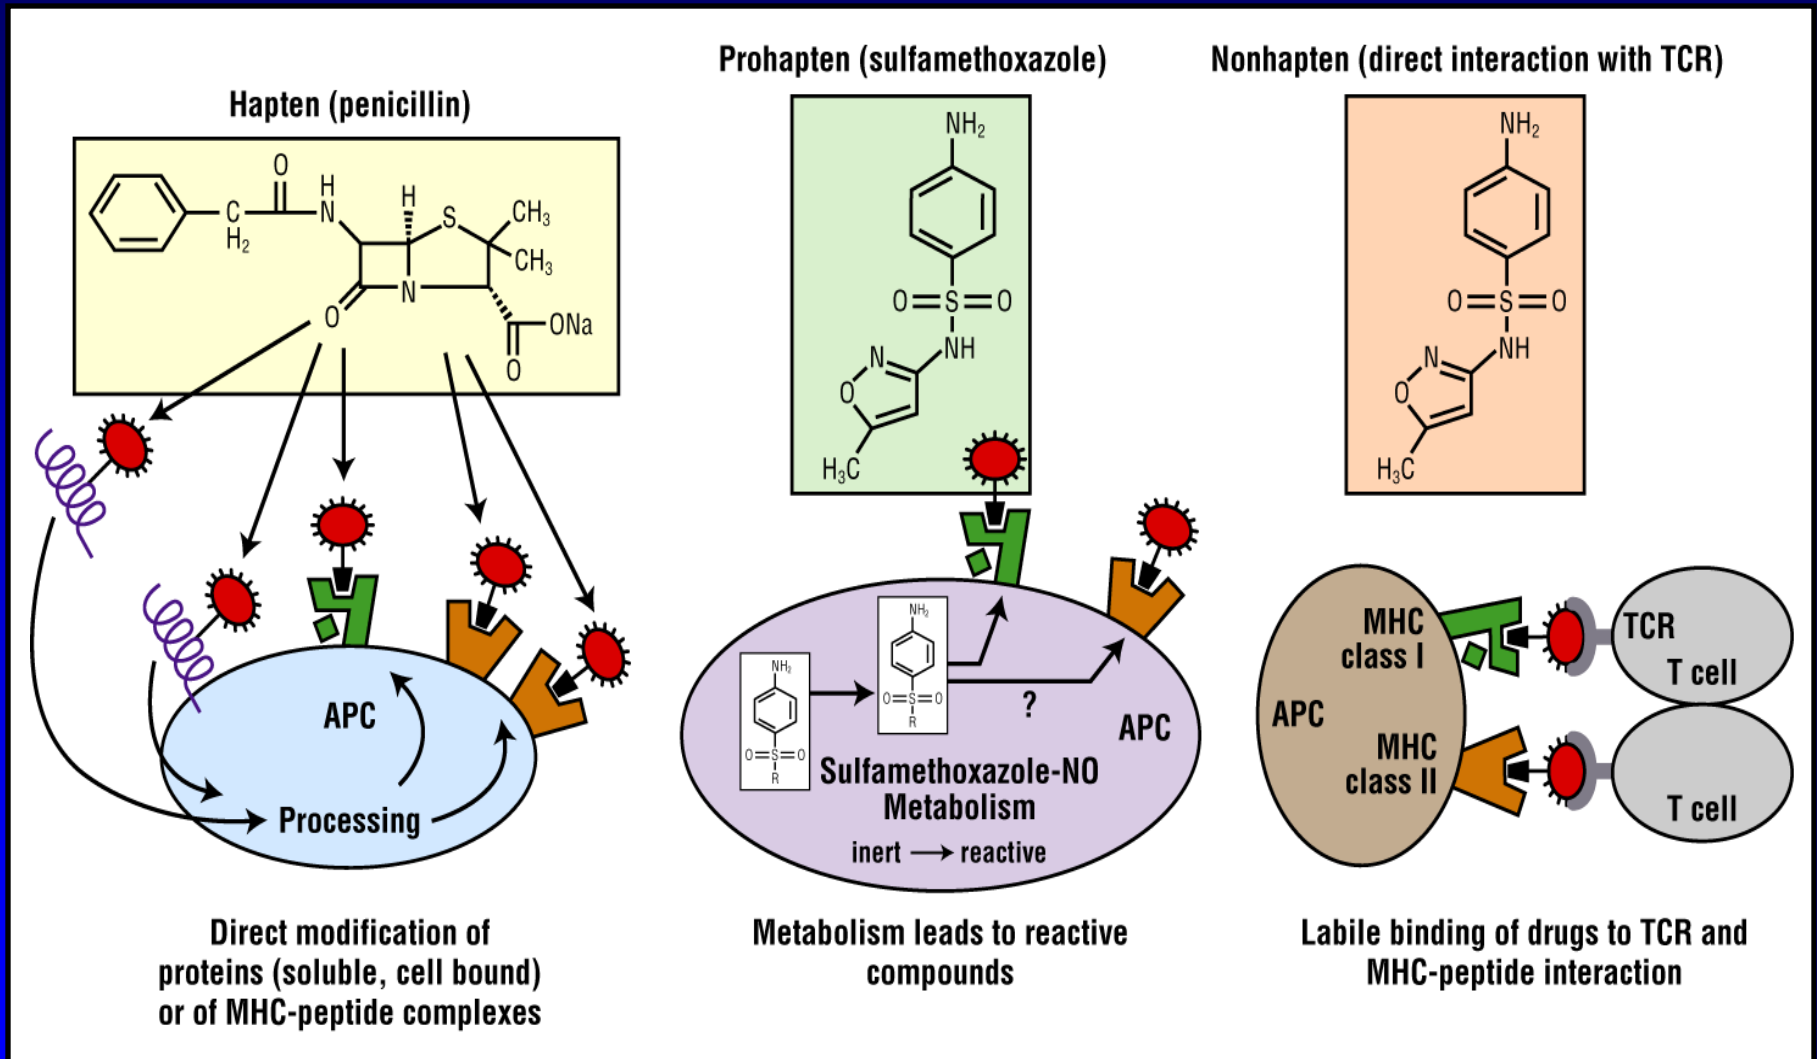 Hapten (penicillin)
O
H
N
C
H₂
H
S
CH₃
CH₃
N
O
ONa
O
APC
Processing
Direct modification of
proteins (soluble, cell bound)
or of MHC-peptide complexes
Prohapten (sulfamethoxazole)
NH₂
O=S=O
NH
N
O
H₃C
NH₂
O=S=O
R
NH₂
O=S=O
R
?
APC
Sulfamethoxazole-NO
Metabolism
inert → reactive
Metabolism leads to reactive
compounds
Nonhapten (direct interaction with TCR)
NH₂
O=S=O
NH
N
O
H₃C
MHC
class I
APC
MHC
class II
TCR
T cell
T cell
Labile binding of drugs to TCR and
MHC-peptide interaction